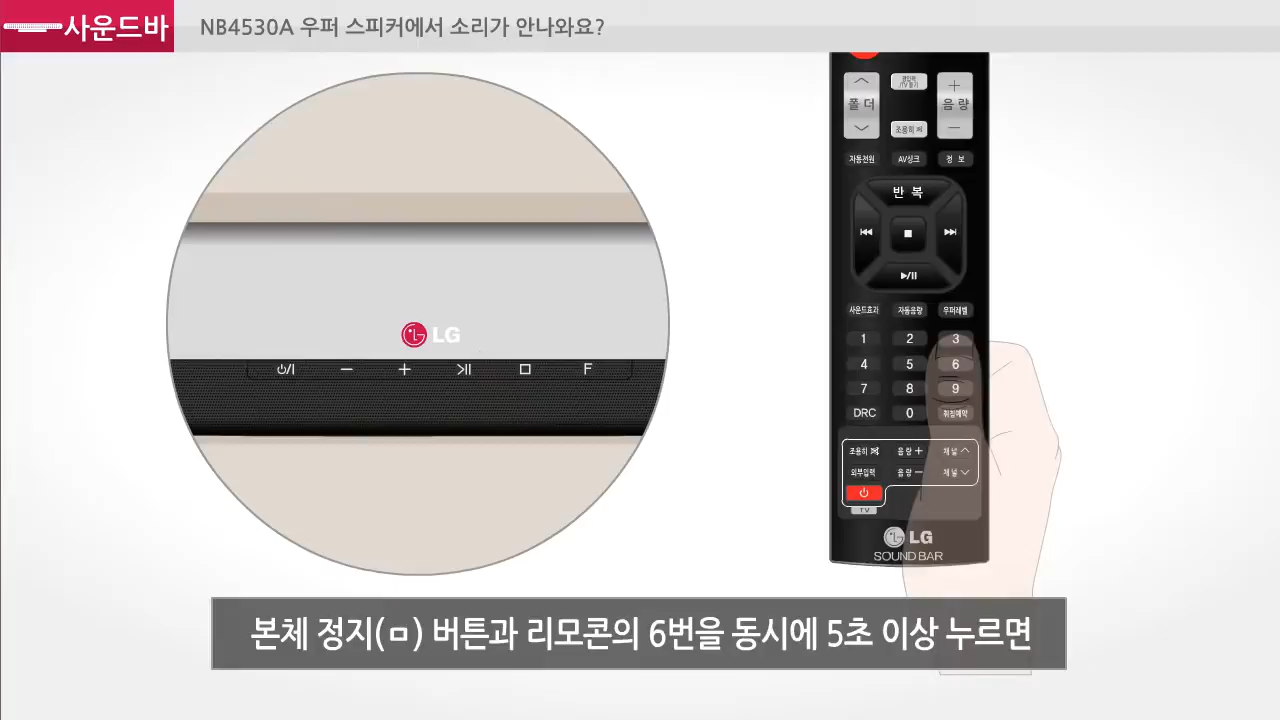 사운드바
NB4530A 우퍼 스피커에서 소리가 안나와요?
폴더
음량
조용히
자동전원 AV싱크 정보
반복
사운드효과 자동음량 우퍼레벨
1 2 3
4 5 6
7 8 9
DRC 0 취침예약
조용히 음량 + 채널
외부입력 음량 - 채널
TV
LG
SOUND BAR
LG
- + F
본체 정지(ㅁ) 버튼과 리모콘의 6번을 동시에 5초 이상 누르면